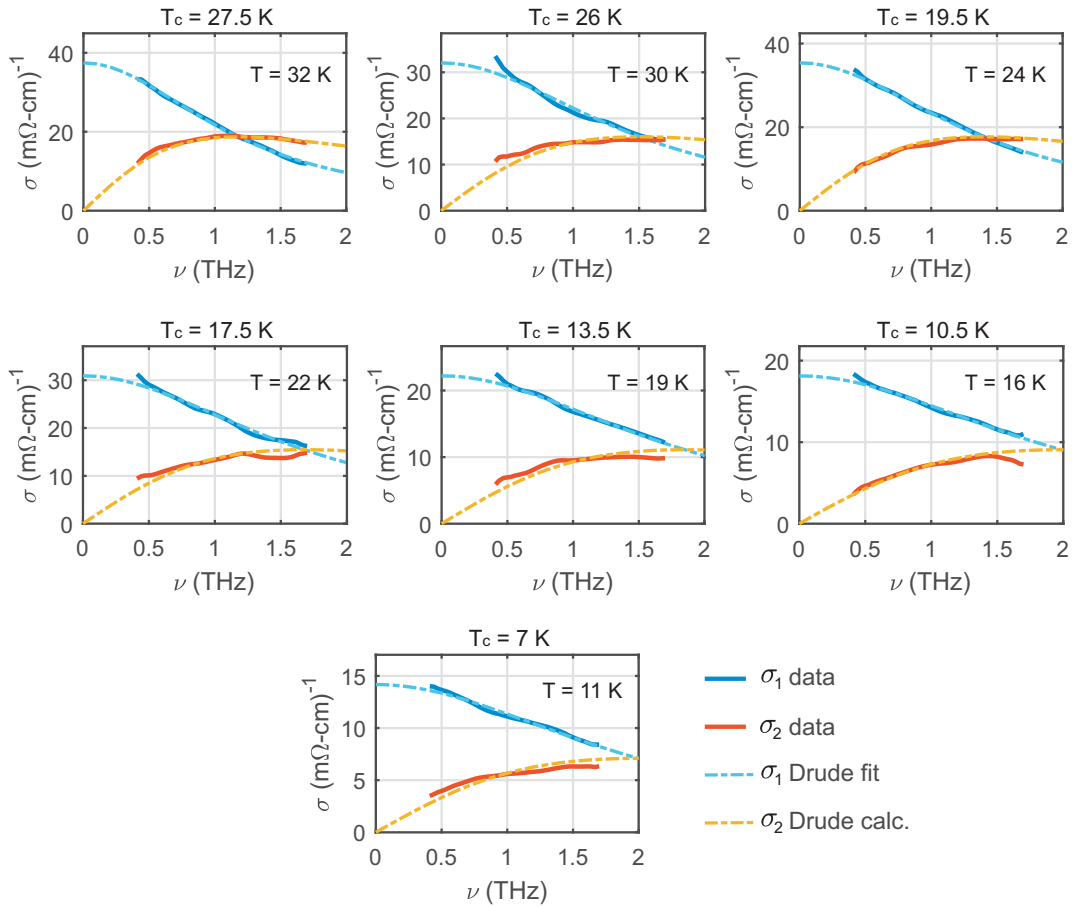 Tc = 27.5 K
Tc = 26 K
Tc = 19.5 K
T = 32 K
T = 30 K
T = 24 K
σ (mΩ-cm)-1
40
20
0
σ (mΩ-cm)-1
30
20
10
0
σ (mΩ-cm)-1
40
20
0
0 0.5 1 1.5 2
0 0.5 1 1.5 2
0 0.5 1 1.5 2
ν (THz)
ν (THz)
ν (THz)
Tc = 17.5 K
Tc = 13.5 K
Tc = 10.5 K
T = 22 K
T = 19 K
T = 16 K
σ (mΩ-cm)-1
30
20
10
0
σ (mΩ-cm)-1
20
10
0
σ (mΩ-cm)-1
20
10
0
0 0.5 1 1.5 2
0 0.5 1 1.5 2
0 0.5 1 1.5 2
ν (THz)
ν (THz)
ν (THz)
Tc = 7 K
T = 11 K
σ (mΩ-cm)-1
15
10
5
0
0 0.5 1 1.5 2
ν (THz)
σ1 data
σ2 data
σ1 Drude fit
σ2 Drude calc.